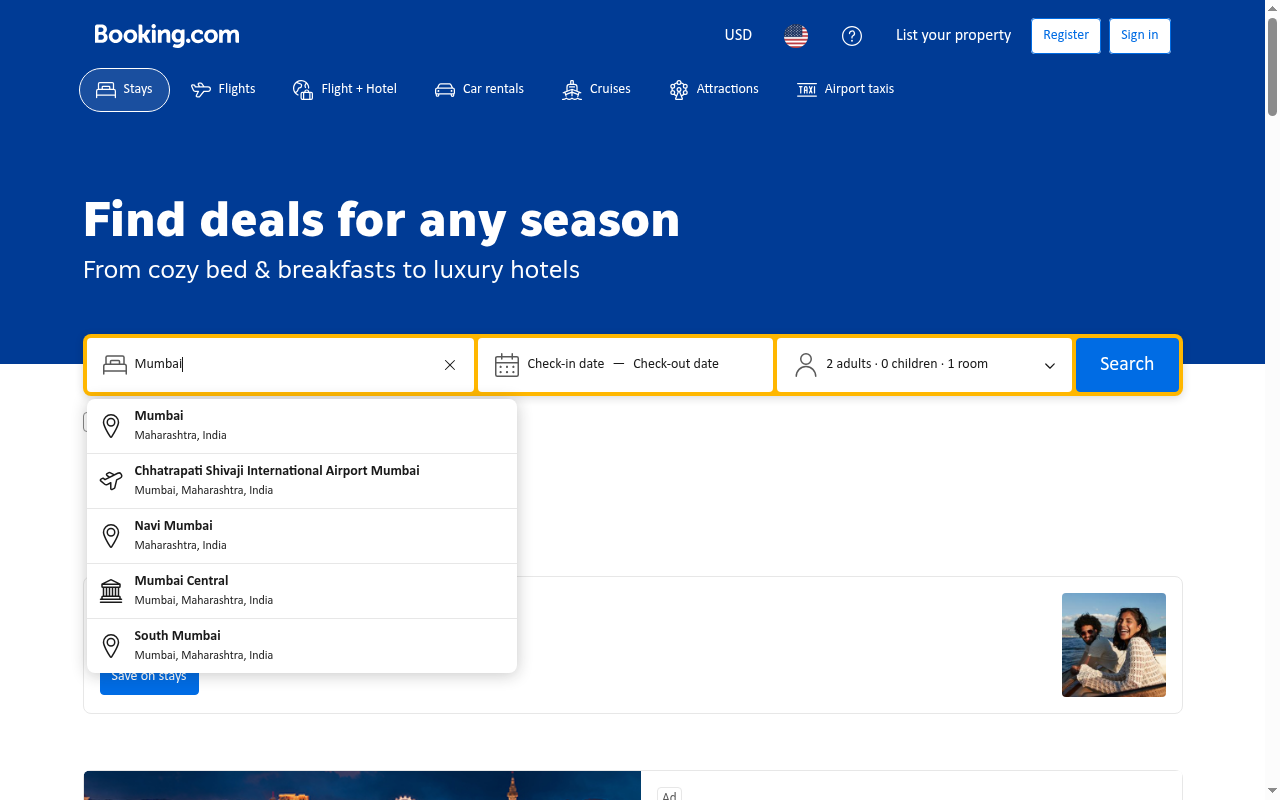 Booking.com
USD
List your property
Register
Sign in
Stays
Flights
Flight + Hotel
Car rentals
Cruises
Attractions
TAXI
Airport taxis
Find deals for any season
From cozy bed & breakfasts to luxury hotels
Mumbai
Check-in date — Check-out date
2 adults · 0 children · 1 room
Search
Mumbai
Maharashtra, India
Chhatrapati Shivaji International Airport Mumbai
Mumbai, Maharashtra, India
Navi Mumbai
Maharashtra, India
Mumbai Central
Mumbai, Maharashtra, India
South Mumbai
Mumbai, Maharashtra, India
Save on stays
Ad